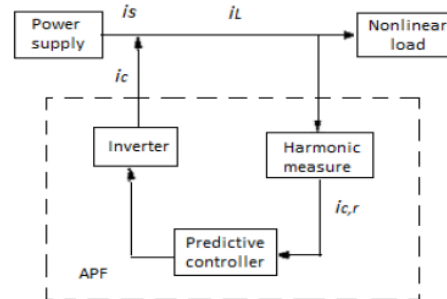 is
iL
Power
supply
Nonlinear
load
ic
Inverter
Harmonic
measure
ic,r
Predictive
controller
APF